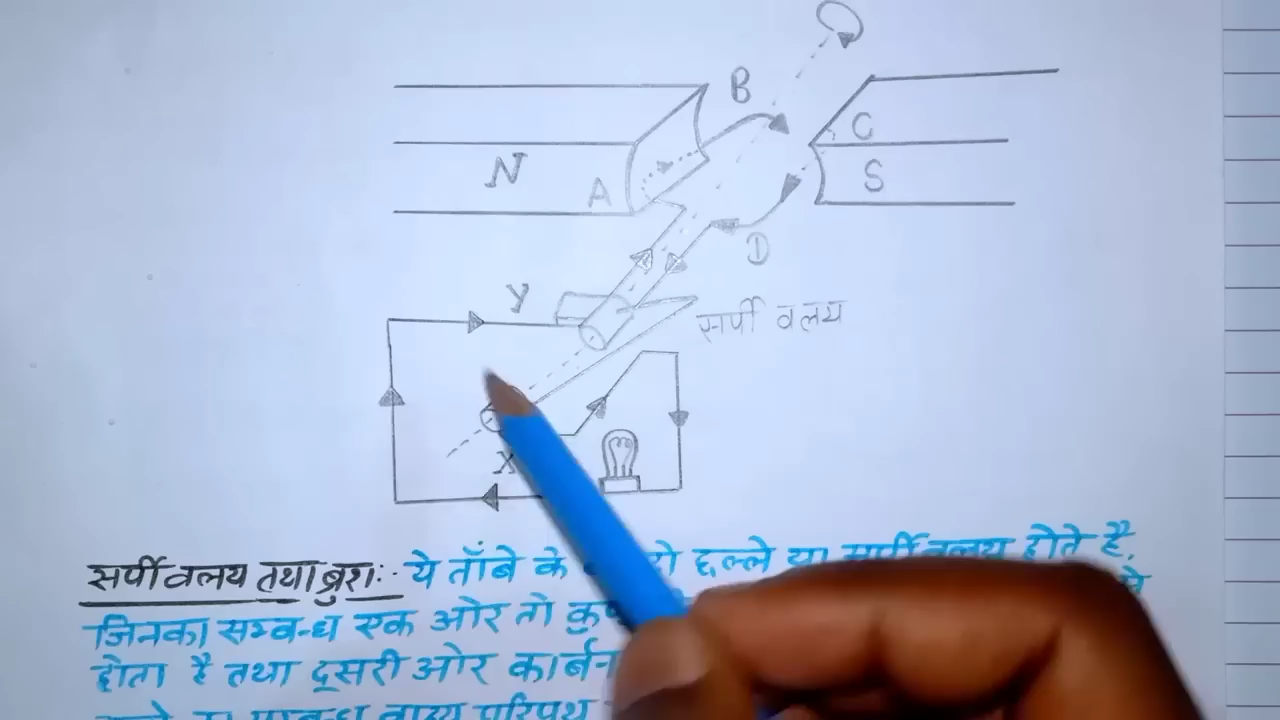 B
C
N
S
A
D
y
सर्पी वलय
X
सर्पी वलय तथा ब्रुश:- ये ताँबे के छल्ले या सर्पी वलय होते है.
जिनका सम्बन्ध एक ओर तो
होता है तथा दूसरी ओर कार्बन